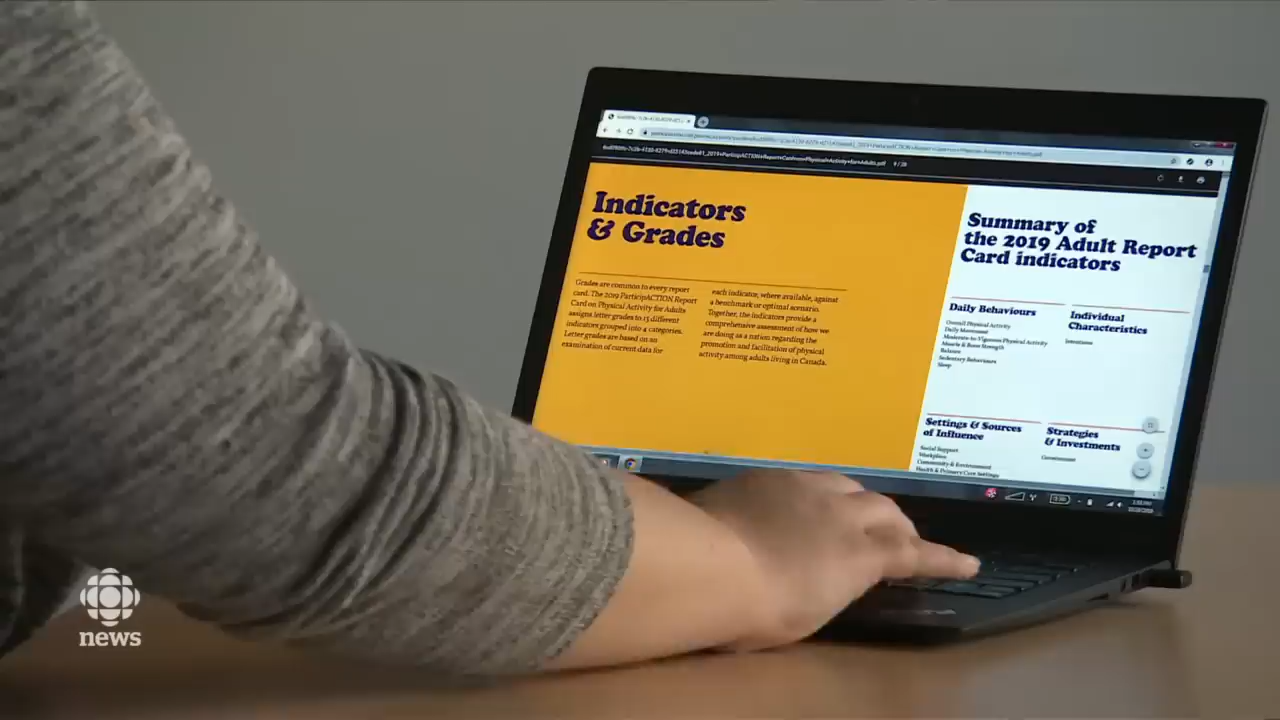 Indicators
& Grades
Grades are common to every report
card. The 2019 ParticipACTION Report
Card on Physical Activity for Adults
assigns letter grades to 15 different
indicators grouped into 4 categories.
Letter grades are based on an
examination of current data for
each indicator, where available, against
a benchmark or optimal scenario.
Together, the indicators provide a
comprehensive assessment of how we
are doing as a nation regarding the
promotion and facilitation of physical
activity among adults living in Canada.
Summary of
the 2019 Adult Report
Card indicators
Daily Behaviours
Overall Physical Activity
Daily Movement
Moderate-to-Vigorous Physical Activity
Muscle & Bone Strength
Balance
Sedentary Behaviours
Sleep
Individual
Characteristics
Intentions
Settings & Sources
of Influence
Social Support
Workplace
Community & Environment
Health & Primary Care Settings
Strategies
& Investments
Government
news